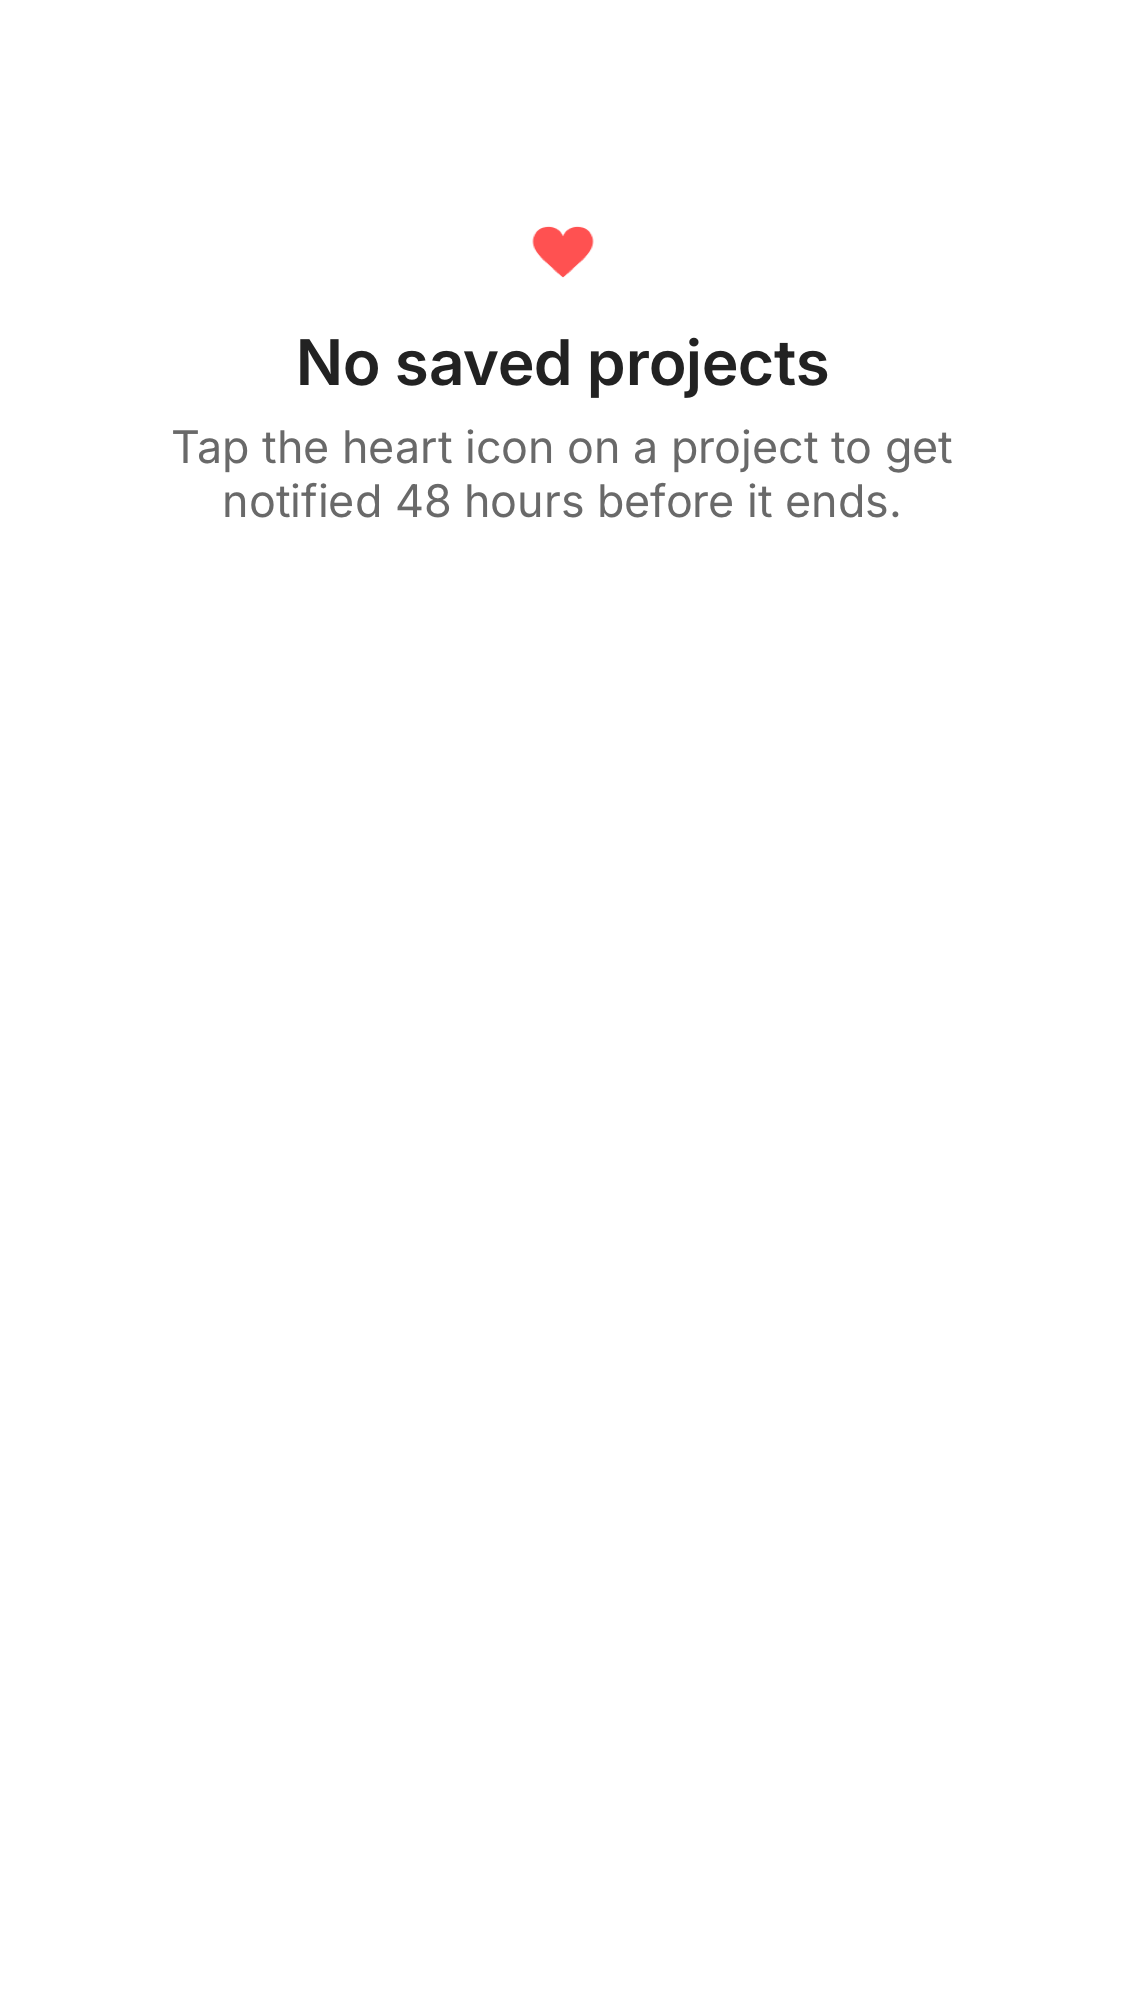 No saved projects
Tap the heart icon on a project to get
notified 48 hours before it ends.